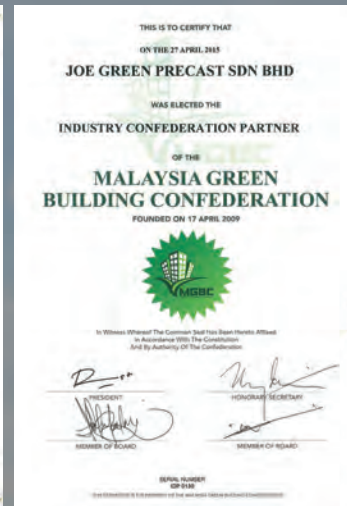 THIS IS TO CERTIFY THAT
ON THE 27 APRIL 2015
JOE GREEN PRECAST SDN BHD
WAS ELECTED THE
INDUSTRY CONFEDERATION PARTNER
OF THE
MALAYSIA GREEN
BUILDING CONFEDERATION
FOUNDED ON 17 APRIL 2009
MGBC
In Witness Whereof The Common Seal Has Been Hereto Affixed
In Accordance With The Constitution
And By Authority Of The Confederation
PRESIDENT
HONORARY SECRETARY
MEMBER OF BOARD
MEMBER OF BOARD
SERIAL NUMBER